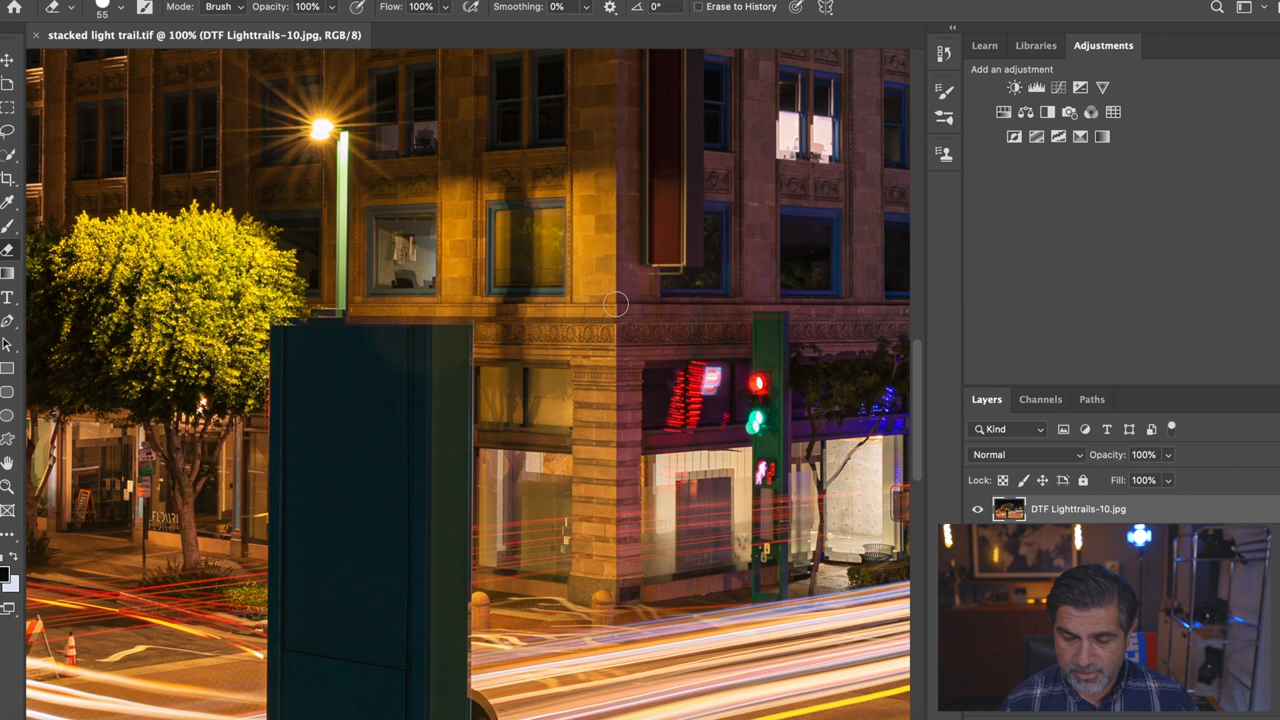 55
Mode: Brush Opacity: 100% Flow: 100% Smoothing: 0% 0° Erase to History
× stacked light trail.tif @ 100% (DTF Lighttrails-10.jpg, RGB/8)
Learn Libraries Adjustments
Add an adjustment
Layers Channels Paths
Kind
Normal Opacity: 100%
Lock: Fill: 100%
DTF Lighttrails-10.jpg